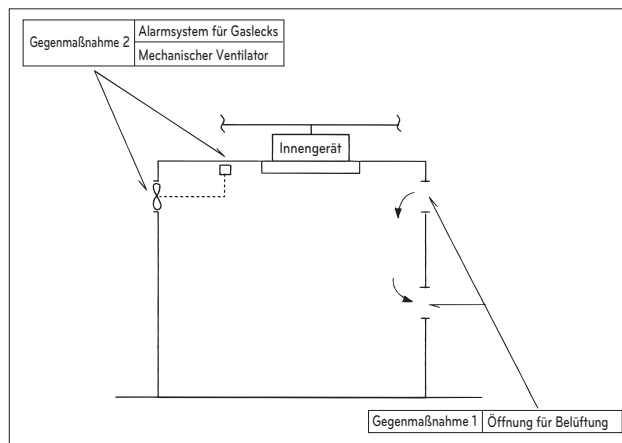 Gegenmaßnahme 2
Alarmsystem für Gaslecks
Mechanischer Ventilator
Innengerät
Gegenmaßnahme 1
Öffnung für Belüftung